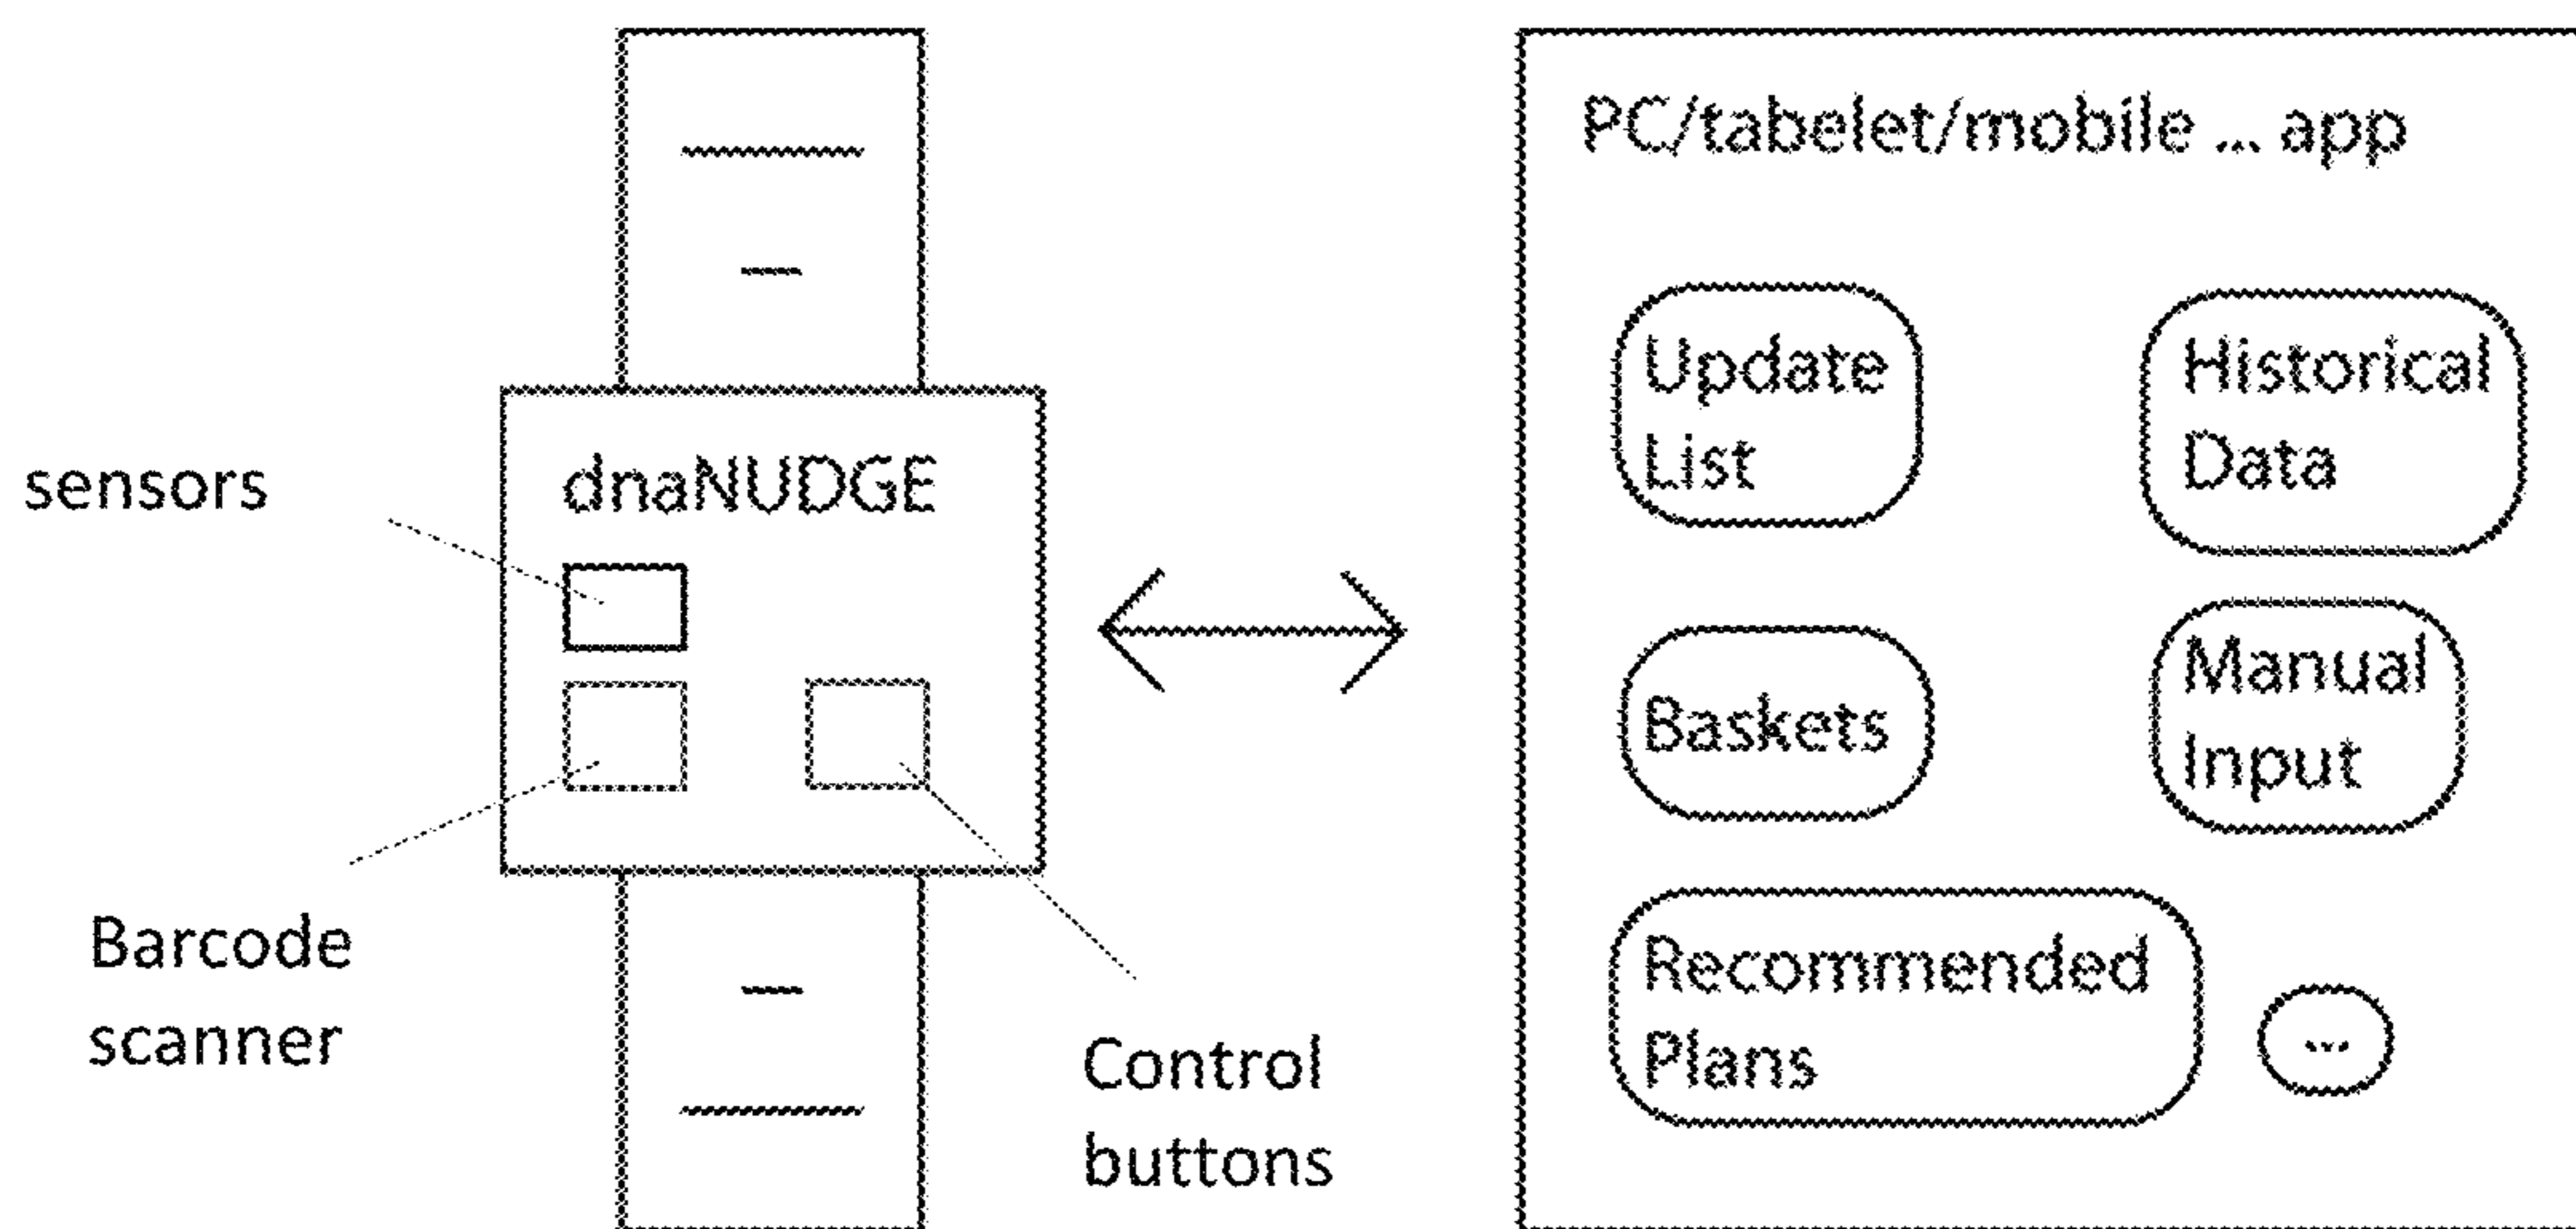 PC/tabelet/mobile ... app
sensors
dnaNUDGE
Barcode
scanner
Control
buttons
Update
List
Historical
Data
Baskets
Manual
Input
Recommended
Plans
...